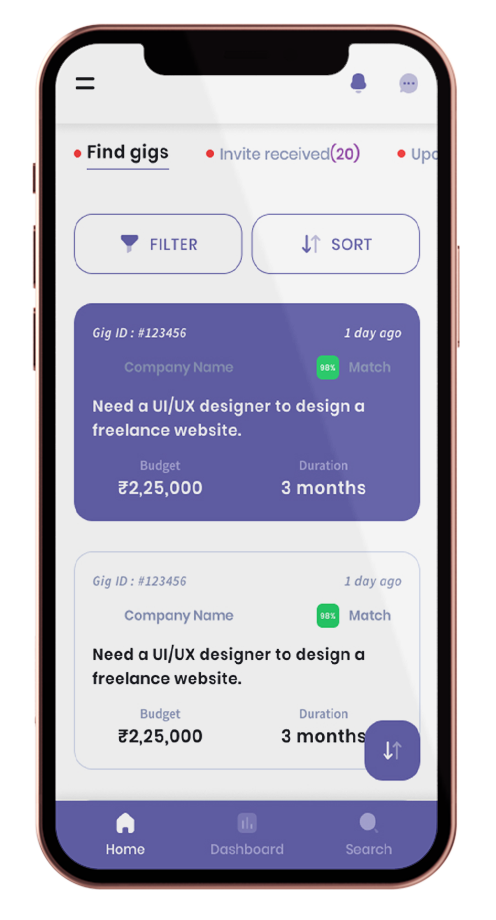 Find gigs
Invite received(20)
Upc
FILTER
SORT
Gig ID : #123456
1 day ago
Company Name
98%
Match
Need a UI/UX designer to design a
freelance website.
Budget
Duration
₹2,25,000
3 months
Gig ID : #123456
1 day ago
Company Name
98%
Match
Need a UI/UX designer to design a
freelance website.
Budget
Duration
₹2,25,000
3 months
Home
Dashboard
Search